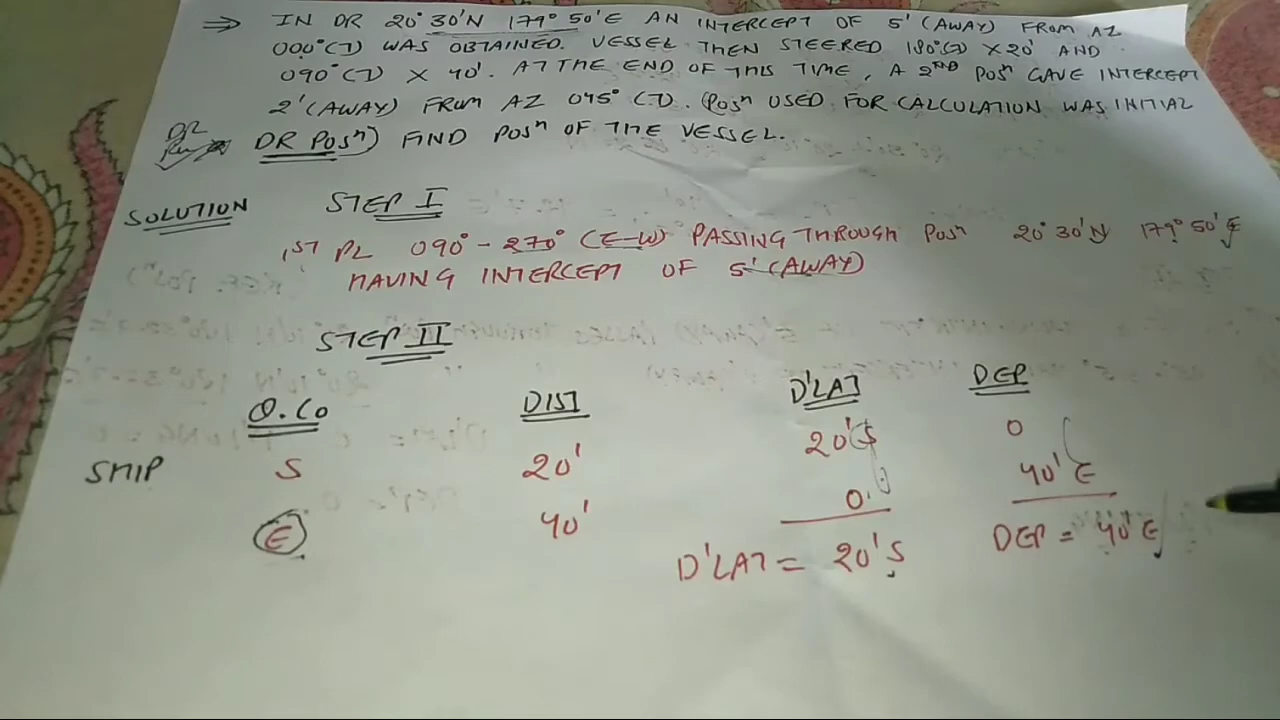 ⇒ IN DR 20° 30'N 179° 50'E AN INTERCEPT OF 5' (AWAY) FROM AZ
000°(T) WAS OBTAINED. VESSEL THEN STEERED 180°(T) X 20' AND
090° (T) X 40'. AT THE END OF THIS TIME, A 2ND POSN GAVE INTERCEPT
2' (AWAY) FROM AZ 045° (T). (POSN USED FOR CALCULATION WAS INITIAL
DR POSN) FIND POSN OF THE VESSEL.
DR
SOLUTION STEP I
1ST PL 090° - 270° (E-W) PASSING THROUGH POSN 20° 30'N 179° 50'E
HAVING INTERCEPT OF 5' (AWAY)
STEP II
Q.CO DIST D'LAT DEP
SHIP S 20' 20'S 0
E 40' 0' 40' E
D'LAT = 20'S DEP = 40'E